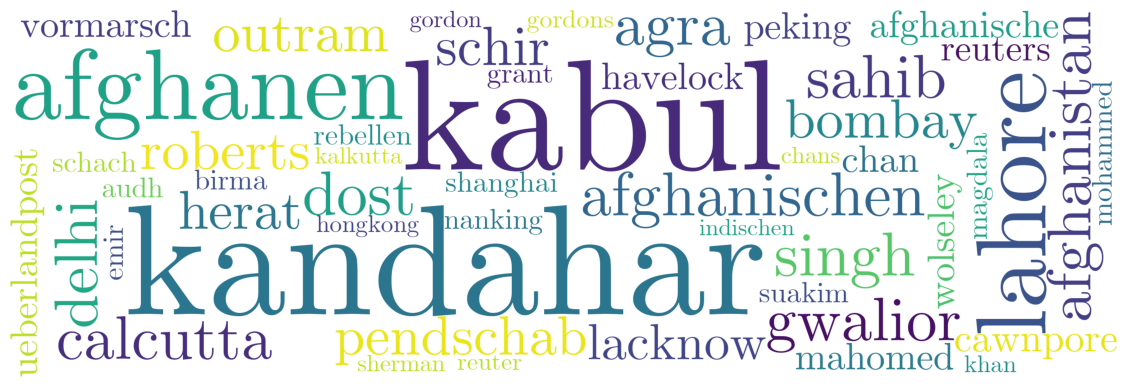 vormarsch
outram
gordon
gordons
agra
peking
afghanische
schir
reuters
afghanen
kabul
grant
havelock
sahib
afghanistan
lahore
mohammed
bombay
rebellen
roberts
kalkutta
chans
chan
schach
ueberlandpost
audh
birma
dost
shanghai
afghanischen
magdala
wolseley
herat
hongkong
nanking
indischen
delhi
emir
kandahar
singh
suakim
calcutta
pendschab
lacknow
gwalior
cawnpore
mahomed
khan
sherman
reuter